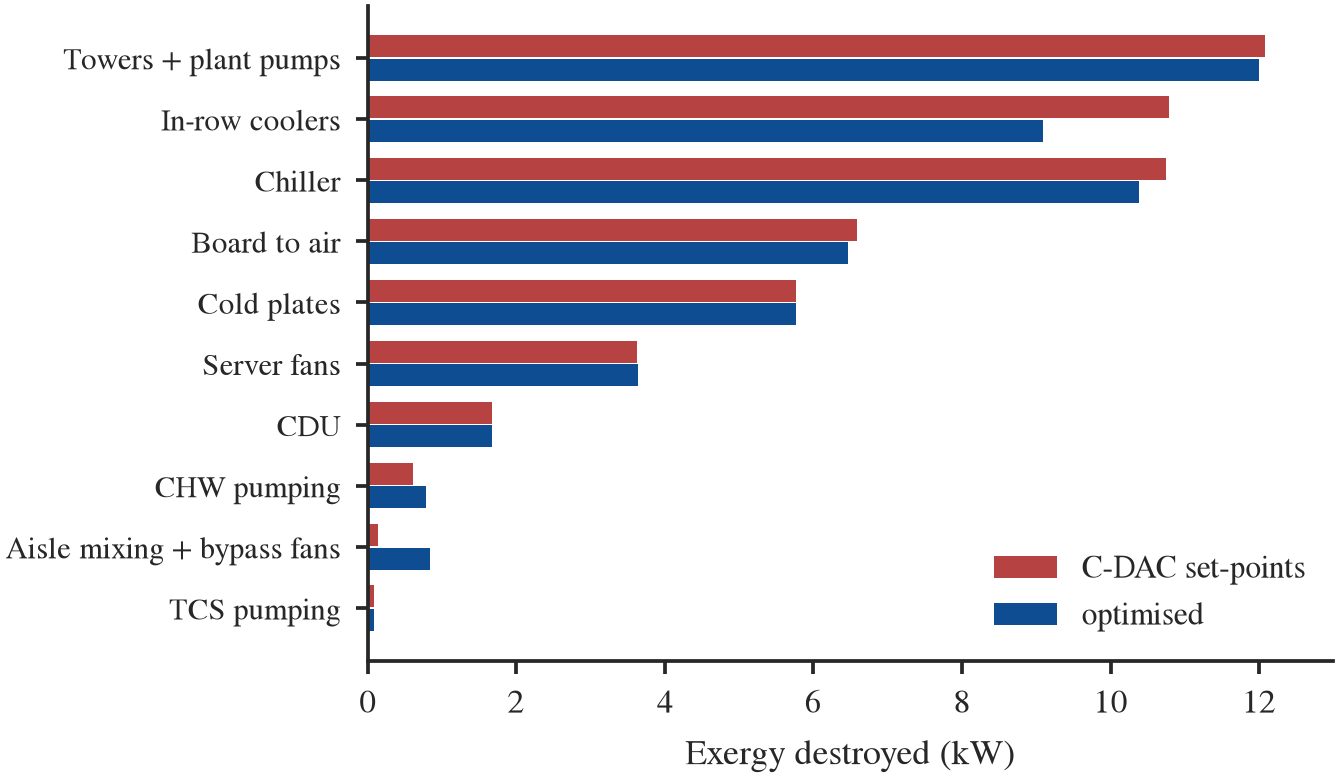 Towers + plant pumps
In-row coolers
Chiller
Board to air
Cold plates
Server fans
CDU
CHW pumping
Aisle mixing + bypass fans
TCS pumping
C-DAC set-points
optimised
0 2 4 6 8 10 12
Exergy destroyed (kW)